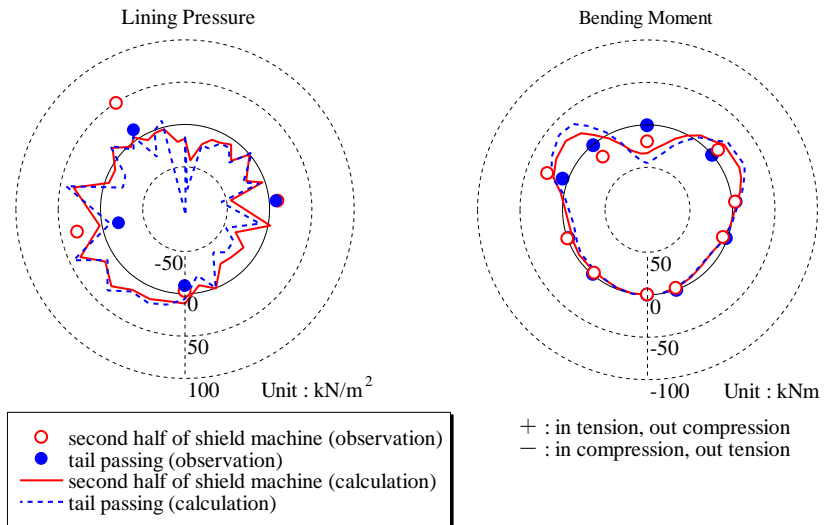 Lining Pressure
-50
0
50
100
Unit : kN/m²
Bending Moment
50
0
-50
-100
Unit : kNm
second half of shield machine (observation)
tail passing (observation)
second half of shield machine (calculation)
tail passing (calculation)
+ : in tension, out compression
− : in compression, out tension